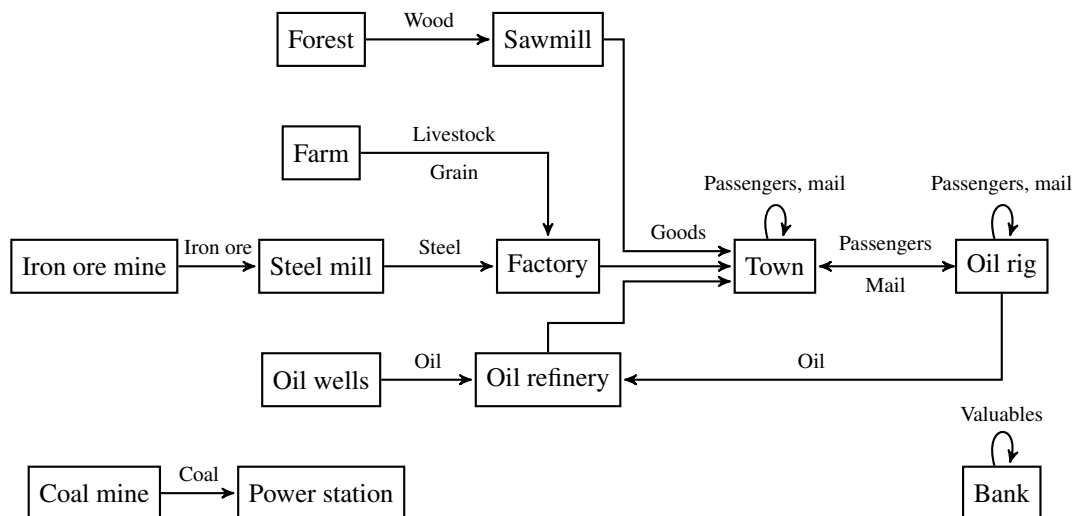 Forest
Wood
Sawmill
Farm
Livestock
Grain
Passengers, mail
Passengers, mail
Iron ore mine
Iron ore
Steel mill
Steel
Factory
Goods
Town
Passengers
Mail
Oil rig
Oil wells
Oil
Oil refinery
Oil
Valuables
Coal mine
Coal
Power station
Bank